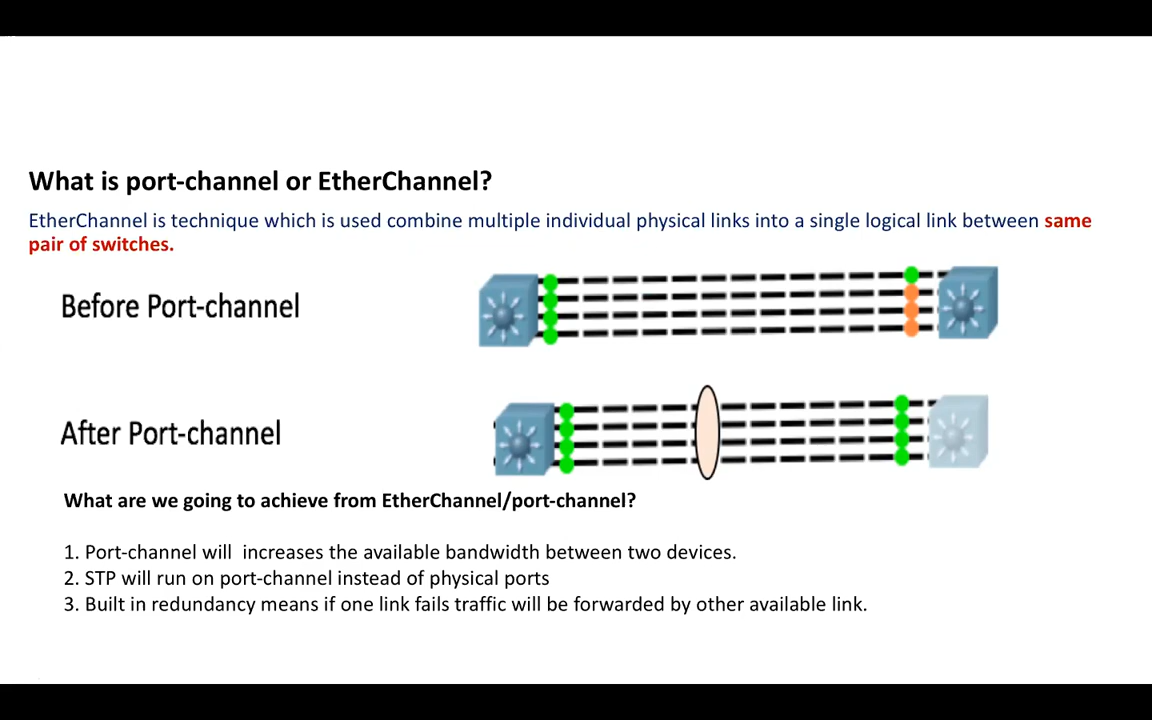 What is port-channel or EtherChannel?
EtherChannel is technique which is used combine multiple individual physical links into a single logical link between same
pair of switches.
Before Port-channel
After Port-channel
What are we going to achieve from EtherChannel/port-channel?
1. Port-channel will  increases the available bandwidth between two devices.
2. STP will run on port-channel instead of physical ports
3. Built in redundancy means if one link fails traffic will be forwarded by other available link.